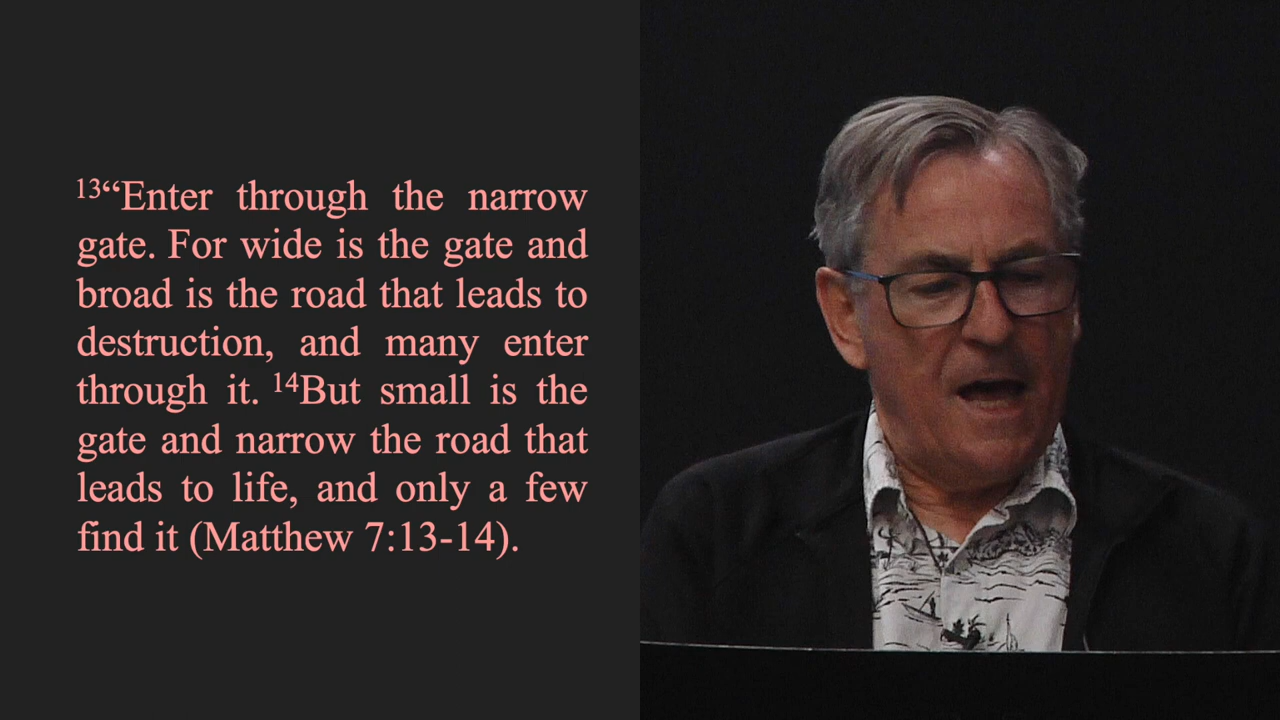 ¹³“Enter through the narrow
gate. For wide is the gate and
broad is the road that leads to
destruction, and many enter
through it. ¹⁴But small is the
gate and narrow the road that
leads to life, and only a few
find it (Matthew 7:13-14).